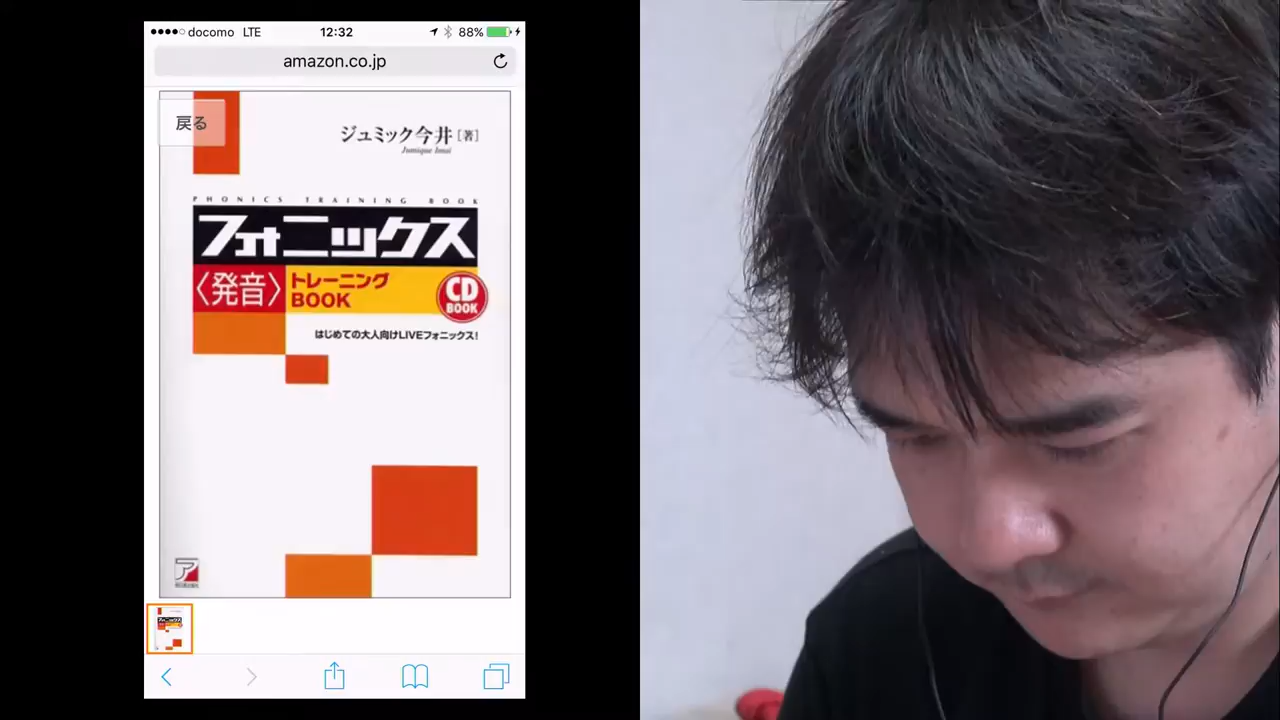 docomo LTE 12:32 88%
amazon.co.jp
戻る
ジュミック今井[著]
Jumique Imai
PHONICS TRAINING BOOK
フォニックス
〈発音〉
トレーニング
BOOK
CD
BOOK
はじめての大人向けLIVEフォニックス!
ア